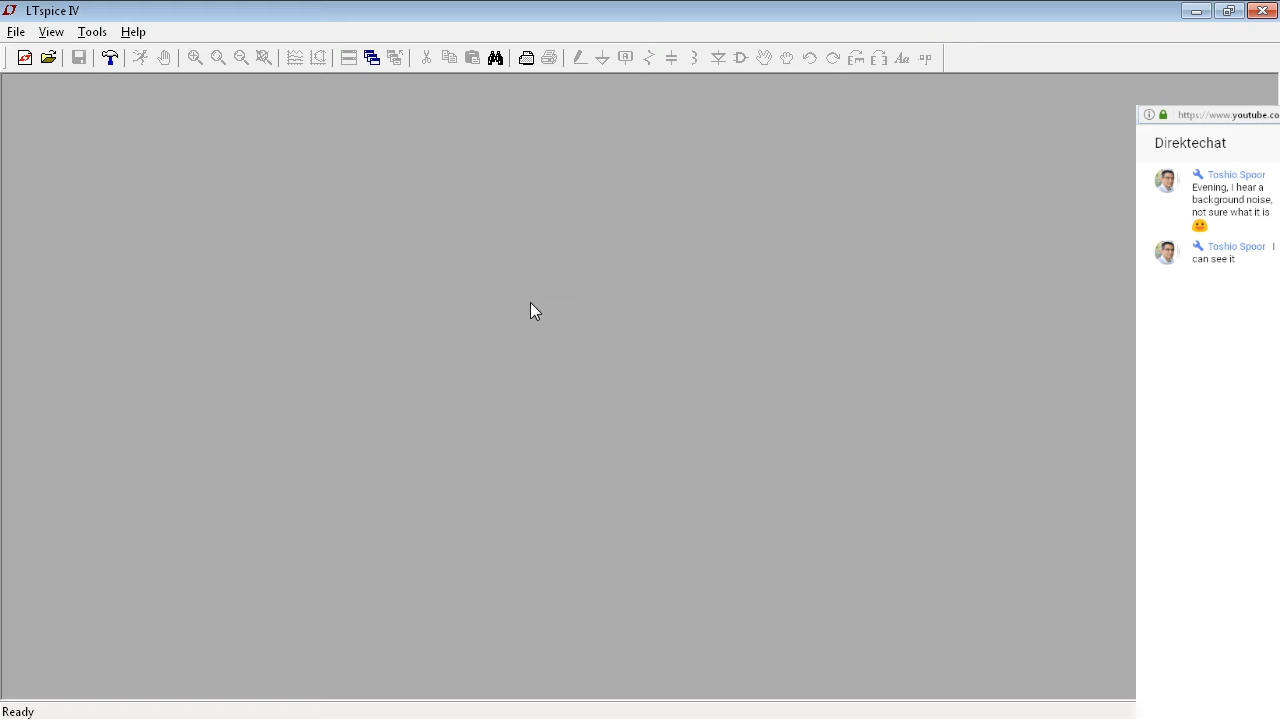 LTspice IV
File View Tools Help
https://www.youtube.co
Direktechat
Toshio Spoor
Evening, I hear a
background noise,
not sure what it is
Toshio Spoor I
can see it
Ready